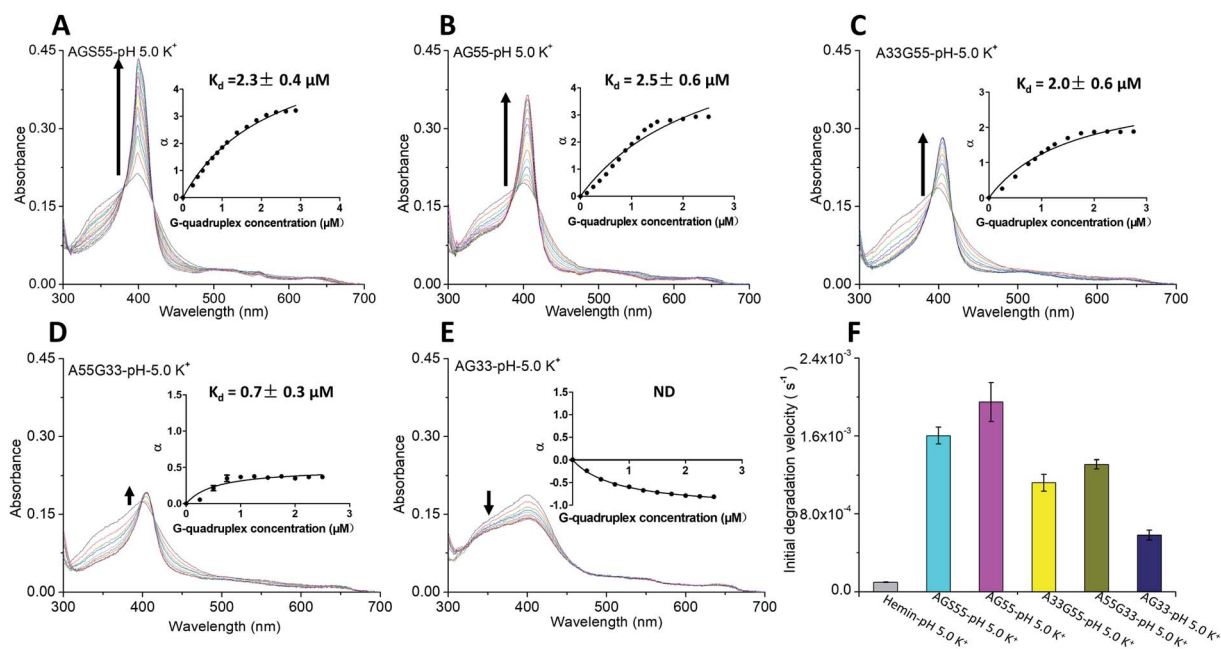 A
AGS55-pH 5.0 K+
Kd =2.3± 0.4 µM
0.45
0.30
0.15
0.00
Absorbance
300 400 500 600 700
Wavelength (nm)
5
4
3
2
1
0
α
0 1 2 3 4
G-quadruplex concentration (µM)
B
AG55-pH 5.0 K+
Kd = 2.5± 0.6 µM
0.45
0.30
0.15
0.00
Absorbance
300 400 500 600 700
Wavelength (nm)
4
3
2
1
0
α
0 1 2 3
G-quadruplex concentration (µM)
C
A33G55-pH-5.0 K+
Kd = 2.0± 0.6 µM
0.45
0.30
0.15
0.00
Absorbance
300 400 500 600 700
Wavelength (nm)
4
3
2
1
0
α
0 1 2 3
G-quadruplex concentration (µM)
D
A55G33-pH-5.0 K+
Kd = 0.7± 0.3 µM
0.45
0.30
0.15
0.00
Absorbance
300 400 500 600 700
Wavelength (nm)
1.5
1.0
0.5
0.0
α
0 1 2 3
G-quadruplex concentration (µM)
E
AG33-pH-5.0 K+
ND
0.45
0.30
0.15
0.00
Absorbance
300 400 500 600 700
Wavelength (nm)
1.5
1.0
0.5
0.0
-0.5
-1.0
α
1 2 3
G-quadruplex concentration (µM)
F
2.4x10-3
1.6x10-3
8.0x10-4
0.0
Initial degradation velocity ( s-1)
Hemin-pH 5.0 K+
AGS55-pH 5.0 K+
AG55-pH 5.0 K+
A33G55-pH 5.0 K+
A55G33-pH 5.0 K+
AG33-pH 5.0 K+